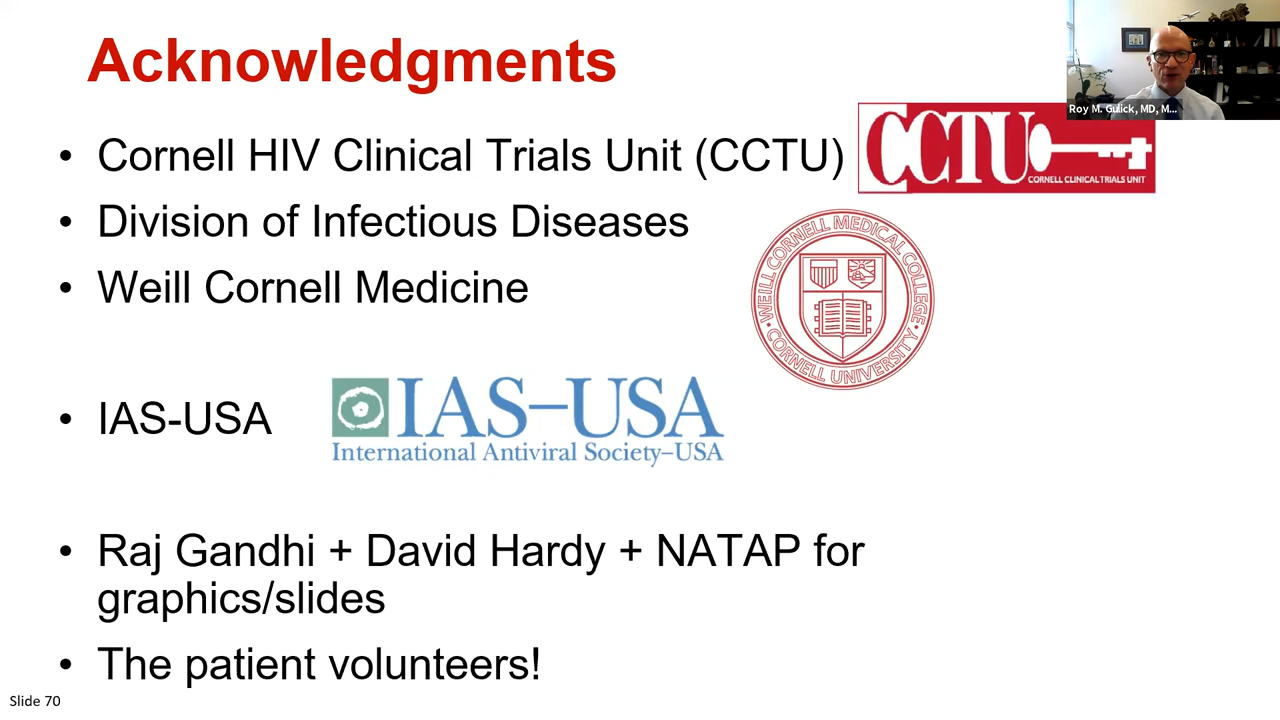 Acknowledgments
Roy M. Gulick, MD, M...
• Cornell HIV Clinical Trials Unit (CCTU)
CCTU
CORNELL CLINICAL TRIALS UNIT
• Division of Infectious Diseases
• Weill Cornell Medicine
WEILL CORNELL MEDICAL COLLEGE
• CORNELL UNIVERSITY •
• IAS-USA
IAS–USA
International Antiviral Society–USA
• Raj Gandhi + David Hardy + NATAP for
graphics/slides
• The patient volunteers!
Slide 70